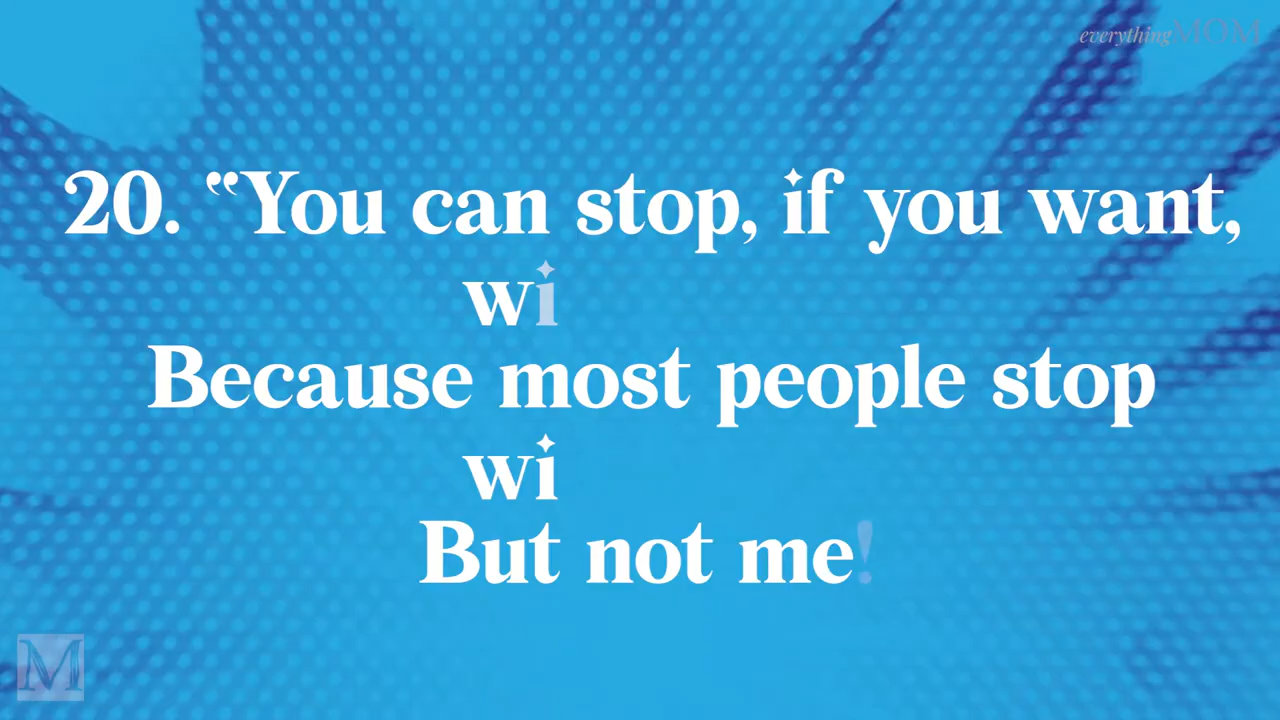 everythingMOM
20. “You can stop, if you want,
wi
Because most people stop
wi
But not me!
M